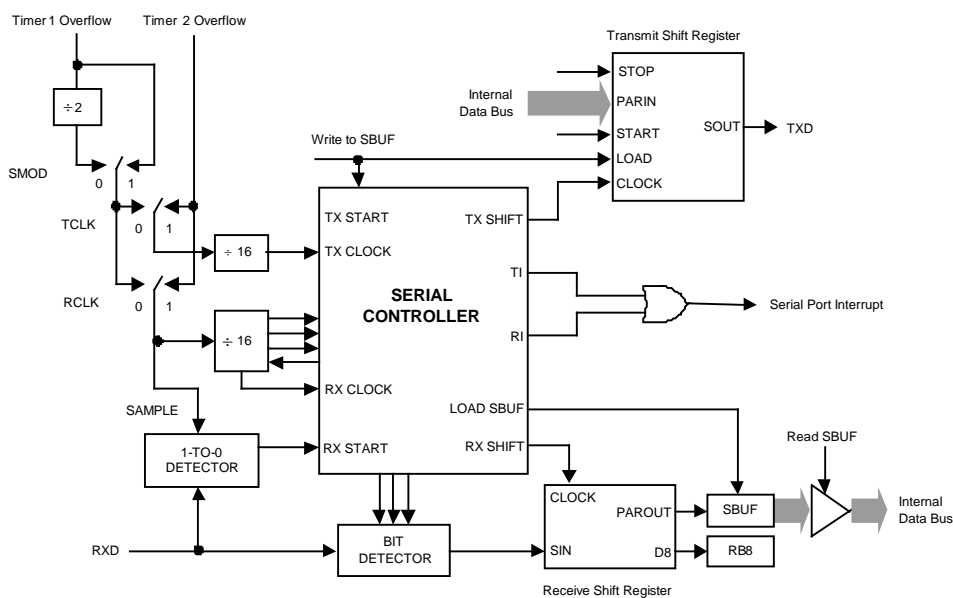 Timer 1 Overflow
Timer 2 Overflow
÷ 2
SMOD
0
1
TCLK
0
1
÷ 16
RCLK
0
1
÷ 16
SAMPLE
1-TO-0
DETECTOR
RXD
Write to SBUF
TX START
TX CLOCK
SERIAL
CONTROLLER
RX CLOCK
RX START
TX SHIFT
TI
RI
LOAD SBUF
RX SHIFT
BIT
DETECTOR
Transmit Shift Register
Internal
Data Bus
STOP
PARIN
START
LOAD
CLOCK
SOUT
TXD
Serial Port Interrupt
CLOCK
PAROUT
SIN
D8
Receive Shift Register
SBUF
RB8
Read SBUF
Internal
Data Bus